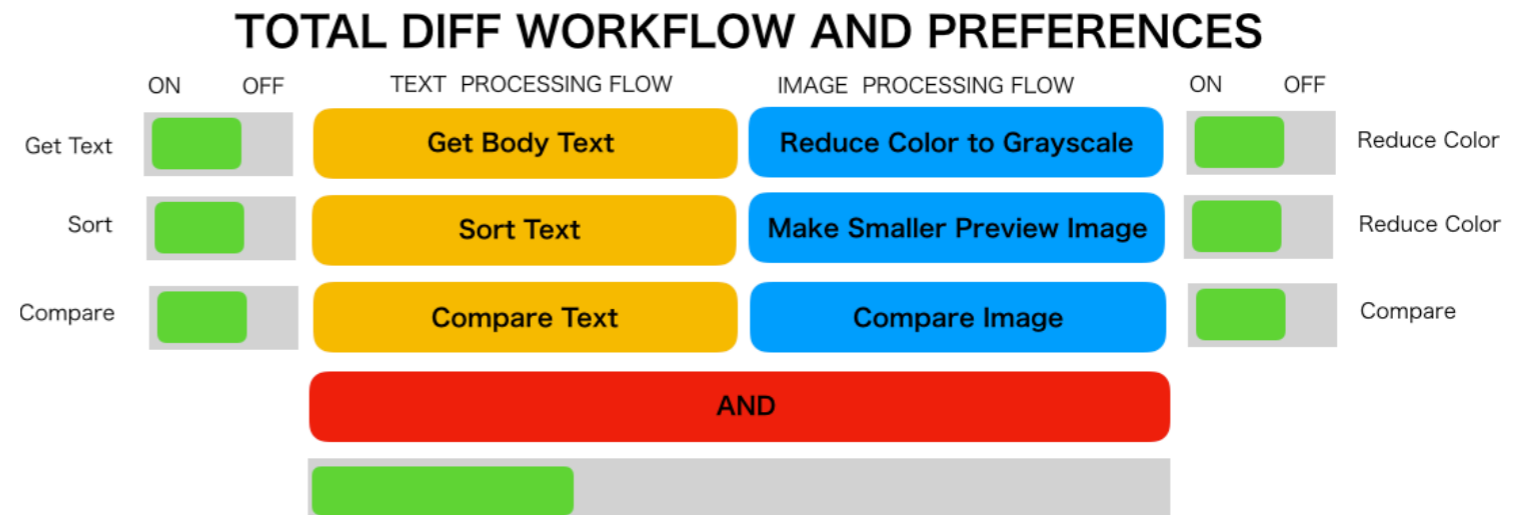 TOTAL DIFF WORKFLOW AND PREFERENCES
ON OFF TEXT PROCESSING FLOW IMAGE PROCESSING FLOW ON OFF
Get Text Get Body Text Reduce Color to Grayscale Reduce Color
Sort Sort Text Make Smaller Preview Image Reduce Color
Compare Compare Text Compare Image Compare
AND